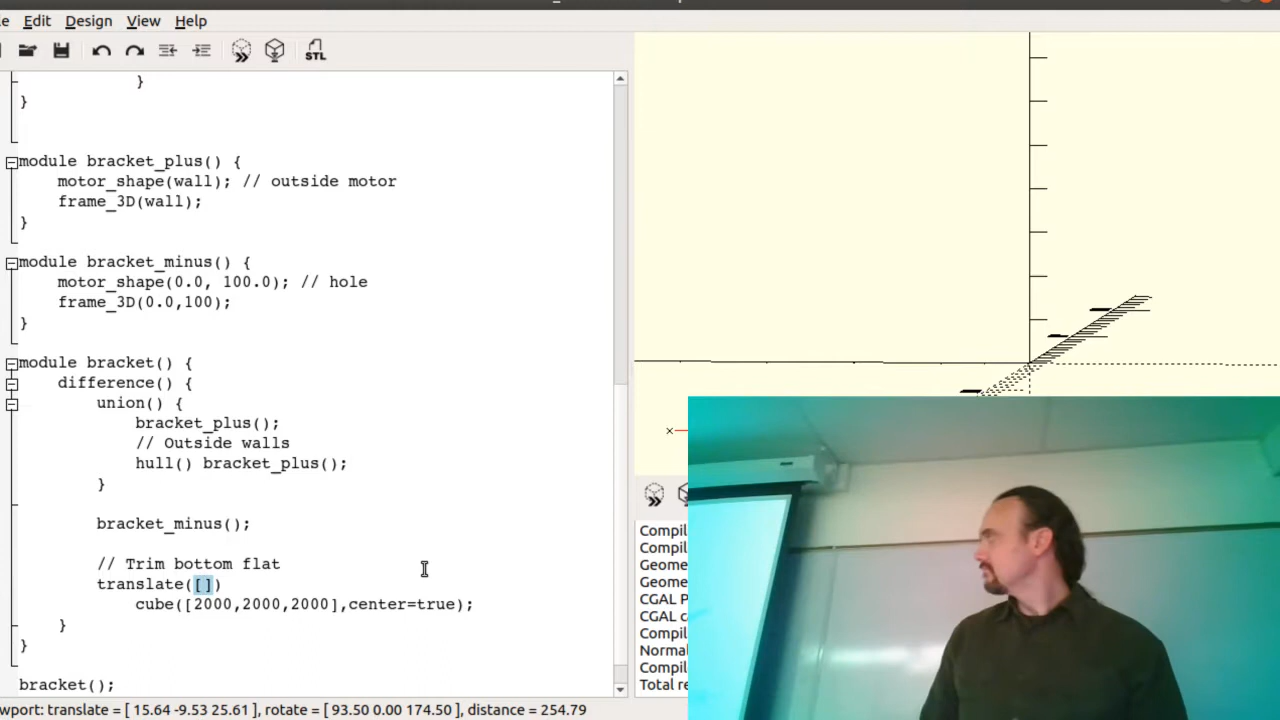 Edit Design View Help
STL
}
}
module bracket_plus() {
motor_shape(wall); // outside motor
frame_3D(wall);
}
module bracket_minus() {
motor_shape(0.0, 100.0); // hole
frame_3D(0.0,100);
}
module bracket() {
difference() {
union() {
bracket_plus();
// Outside walls
hull() bracket_plus();
}
bracket_minus();
// Trim bottom flat
translate([])
cube([2000,2000,2000],center=true);
}
}
bracket();
Compil
Compil
Geome
Geome
CGAL P
CGAL c
Compil
Normal
Compil
Total re
wport: translate = [ 15.64 -9.53 25.61 ], rotate = [ 93.50 0.00 174.50 ], distance = 254.79